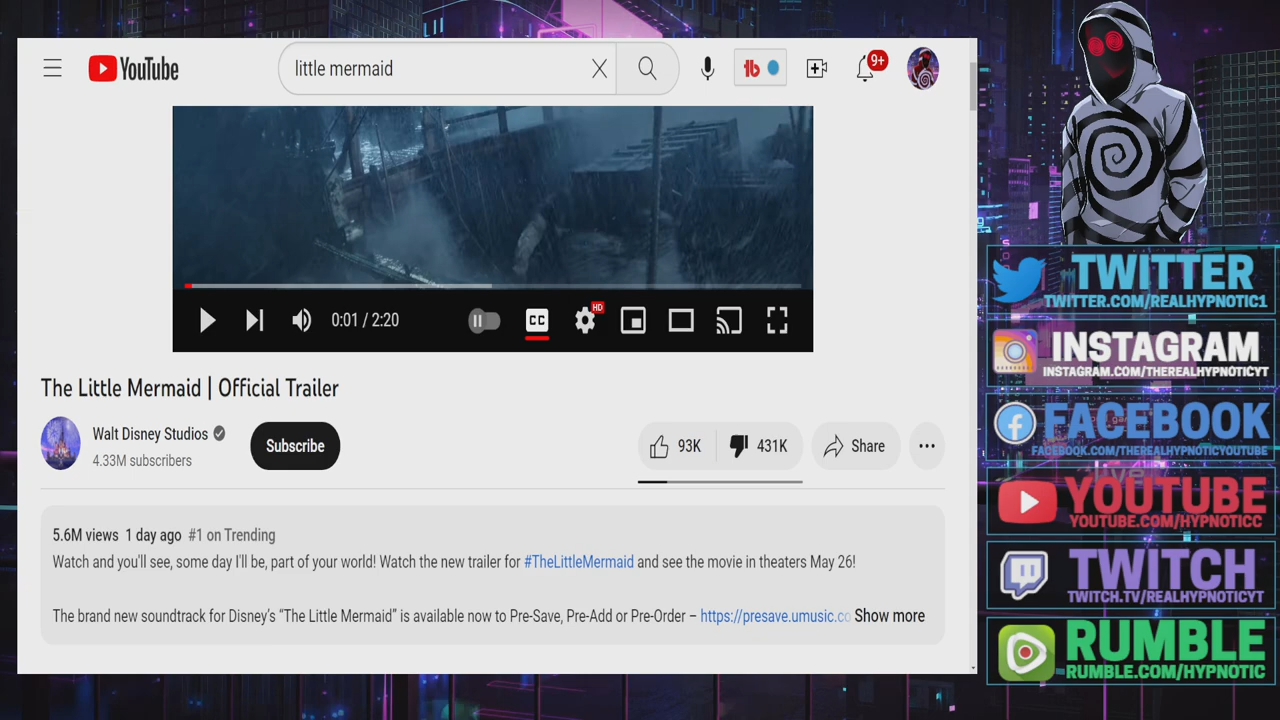 YouTube
little mermaid
9+
HD
CC
0:01 / 2:20
The Little Mermaid | Official Trailer
Walt Disney Studios
4.33M subscribers
Subscribe
93K
431K
Share
5.6M views 1 day ago #1 on Trending
Watch and you'll see, some day I'll be, part of your world! Watch the new trailer for #TheLittleMermaid and see the movie in theaters May 26!
The brand new soundtrack for Disney's “The Little Mermaid” is available now to Pre-Save, Pre-Add or Pre-Order – https://presave.umusic.co Show more
TWITTER
TWITTER.COM/REALHYPNOTIC1
INSTAGRAM
INSTAGRAM.COM/THEREALHYPNOTICYT
FACEBOOK
FACEBOOK.COM/THEREALHYPNOTICYOUTUBE
YOUTUBE
YOUTUBE.COM/HYPNOTICC
TWITCH
TWITCH.TV/REALHYPNOTICYT
RUMBLE
RUMBLE.COM/HYPNOTIC